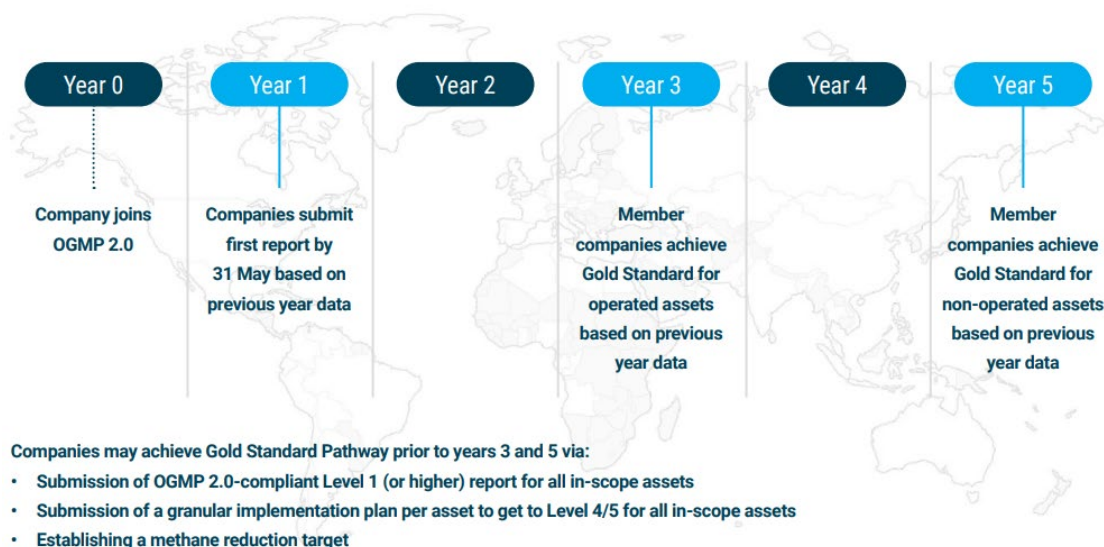 Year 0
Year 1
Year 2
Year 3
Year 4
Year 5
Company joins
OGMP 2.0
Companies submit
first report by
31 May based on
previous year data
Member
companies achieve
Gold Standard for
operated assets
based on previous
year data
Member
companies achieve
Gold Standard for
non-operated assets
based on previous
year data
Companies may achieve Gold Standard Pathway prior to years 3 and 5 via:
• Submission of OGMP 2.0-compliant Level 1 (or higher) report for all in-scope assets
• Submission of a granular implementation plan per asset to get to Level 4/5 for all in-scope assets
• Establishing a methane reduction target